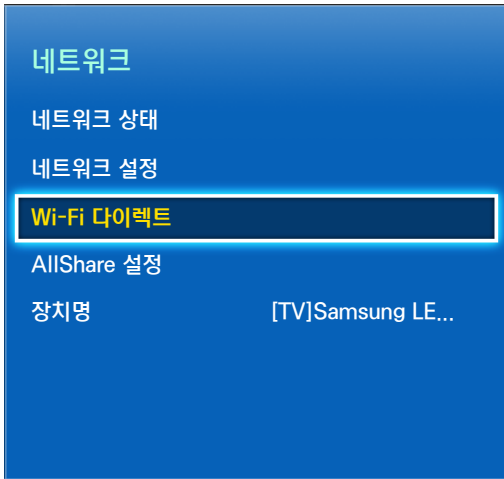 네트워크
네트워크 상태
네트워크 설정
Wi-Fi 다이렉트
AllShare 설정
장치명 [TV]Samsung LE...